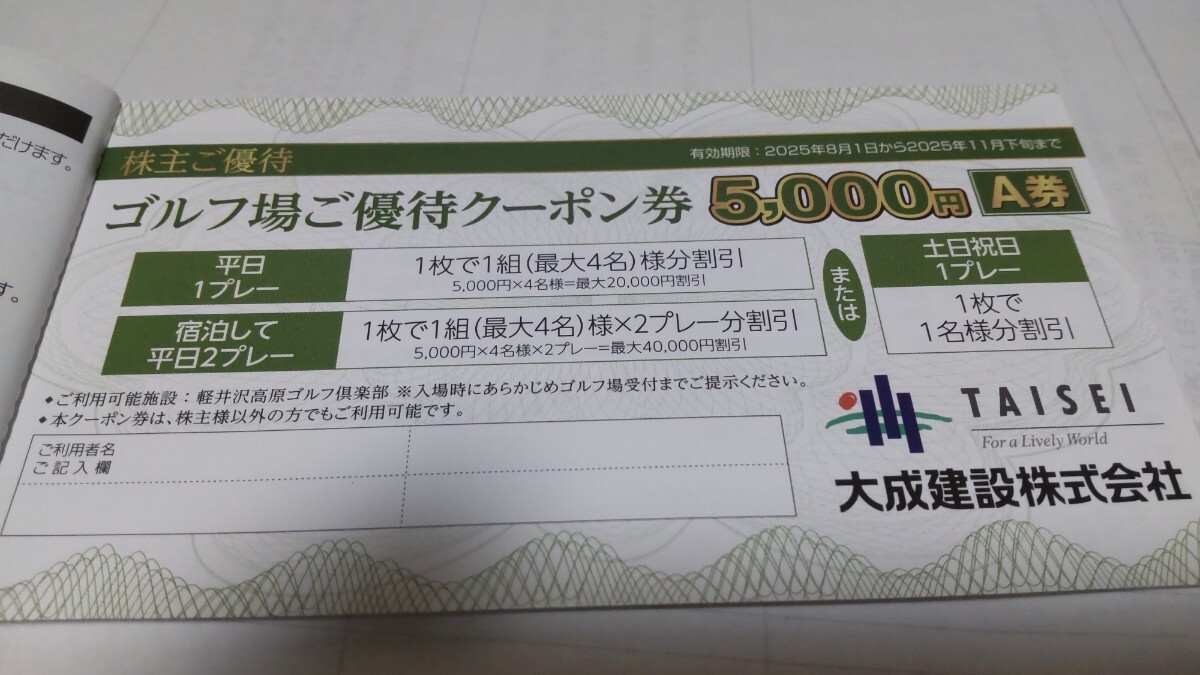 だけます。
す。
株主ご優待
有効期限：2025年8月1日から2025年11月下旬まで
ゴルフ場ご優待クーポン券 5,000円 A券
平日
1プレー
1枚で1組(最大4名)様分割引
5,000円×4名様=最大20,000円割引
宿泊して
平日2プレー
1枚で1組(最大4名)様×2プレー分割引
5,000円×4名様×2プレー=最大40,000円割引
または
土日祝日
1プレー
1枚で
1名様分割引
◆ご利用可能施設：軽井沢高原ゴルフ倶楽部 ※入場時にあらかじめゴルフ場受付までご提示ください。
◆本クーポン券は、株主様以外の方でもご利用可能です。
ご利用者名
ご記入欄
TAISEI
For a Lively World
大成建設株式会社